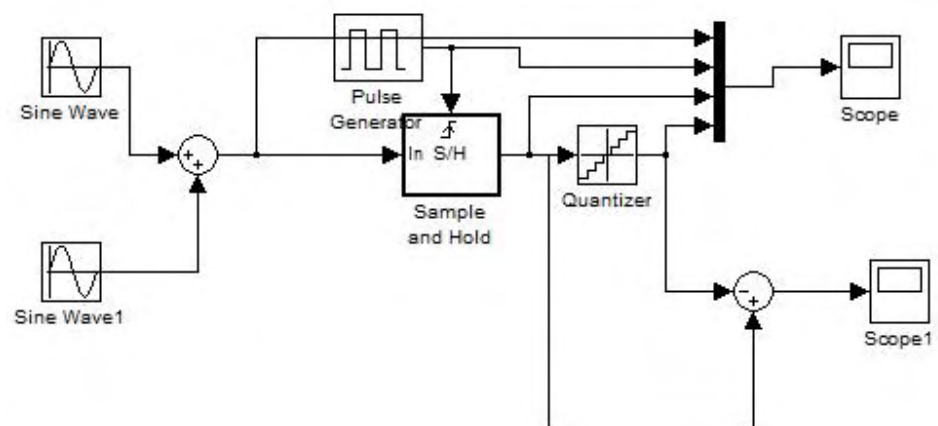 Sine Wave
Pulse
Generator
Scope
In S/H
Quantizer
Sample
and Hold
Sine Wave1
Scope1